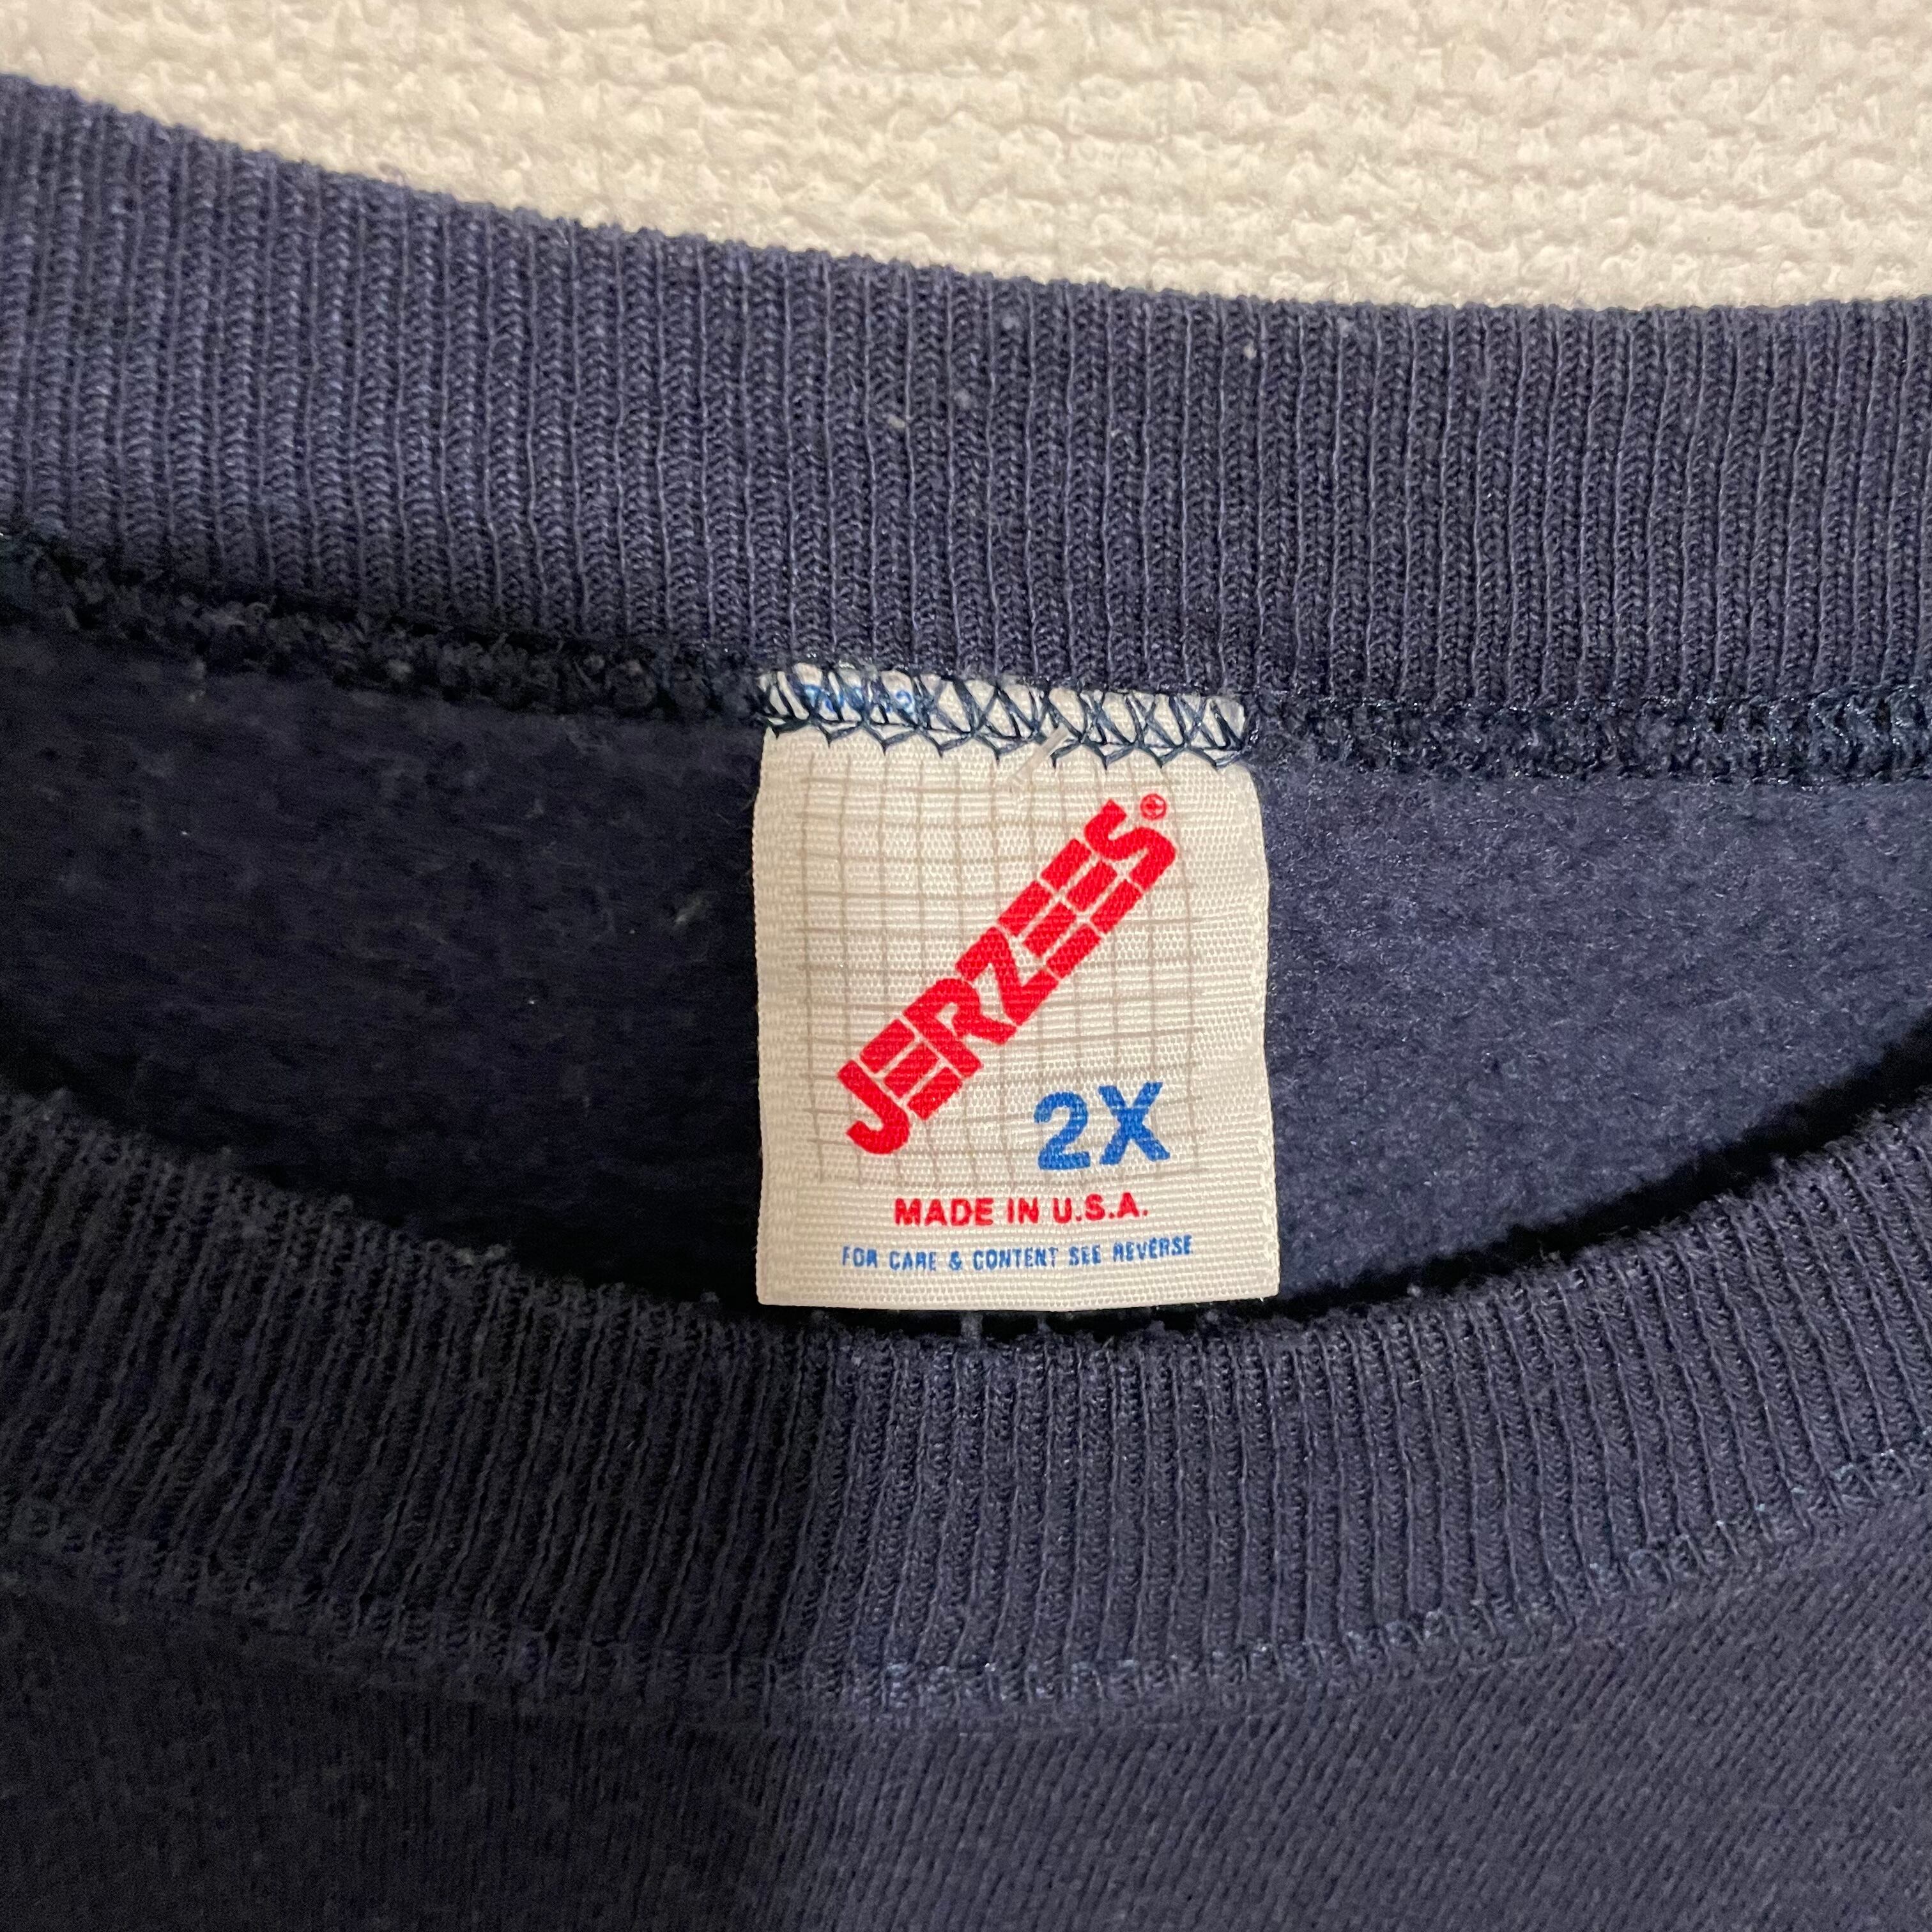 JERZEES®
2X
MADE IN U.S.A.
FOR CARE & CONTENT SEE REVERSE